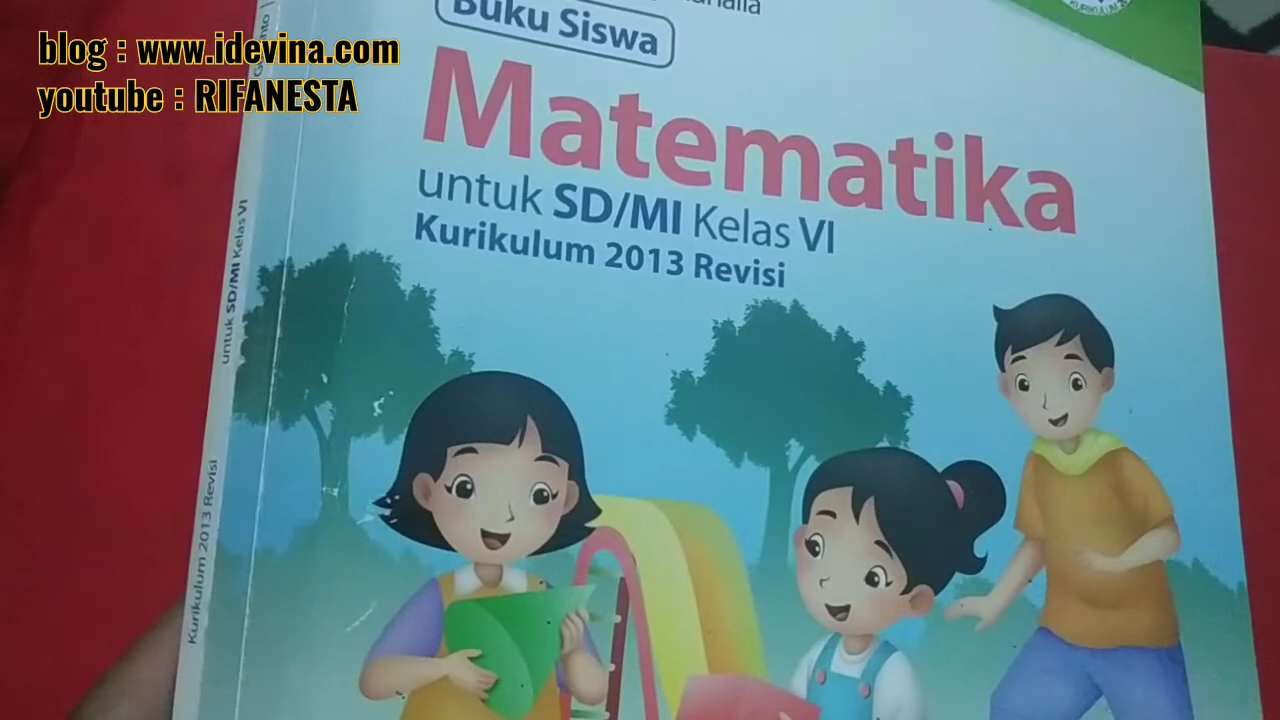 blog : www.idevina.com
youtube : RIFANESTA
Buku Siswa
Matematika
untuk SD/MI Kelas VI
Kurikulum 2013 Revisi
untuk SD/MI Kelas VI
Kurikulum 2013 Revisi
KURIKULUM